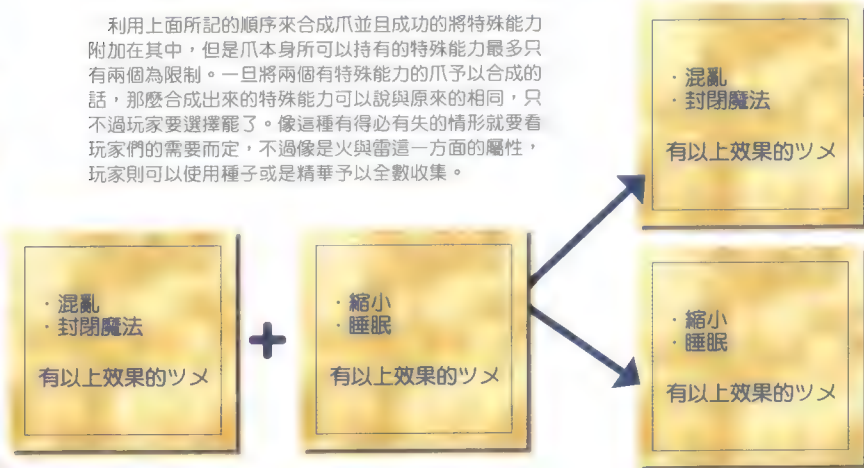 利用上面所記的順序來合成爪並且成功的將特殊能力
附加在其中，但是爪本身所可以持有的特殊能力最多只
有兩個為限制。一旦將兩個有特殊能力的爪予以合成的
話，那麼合成出來的特殊能力可以說與原來的相同，只
不過玩家要選擇罷了。像這種有得必有失的情形就要看
玩家們的需要而定，不過像是火與雷這一方面的屬性，
玩家則可以使用種子或是精華予以全數收集。
·混亂
·封閉魔法
有以上效果的ツメ
+
·縮小
·睡眠
有以上效果的ツメ
·混亂
·封閉魔法
有以上效果的ツメ
·縮小
·睡眠
有以上效果的ツメ